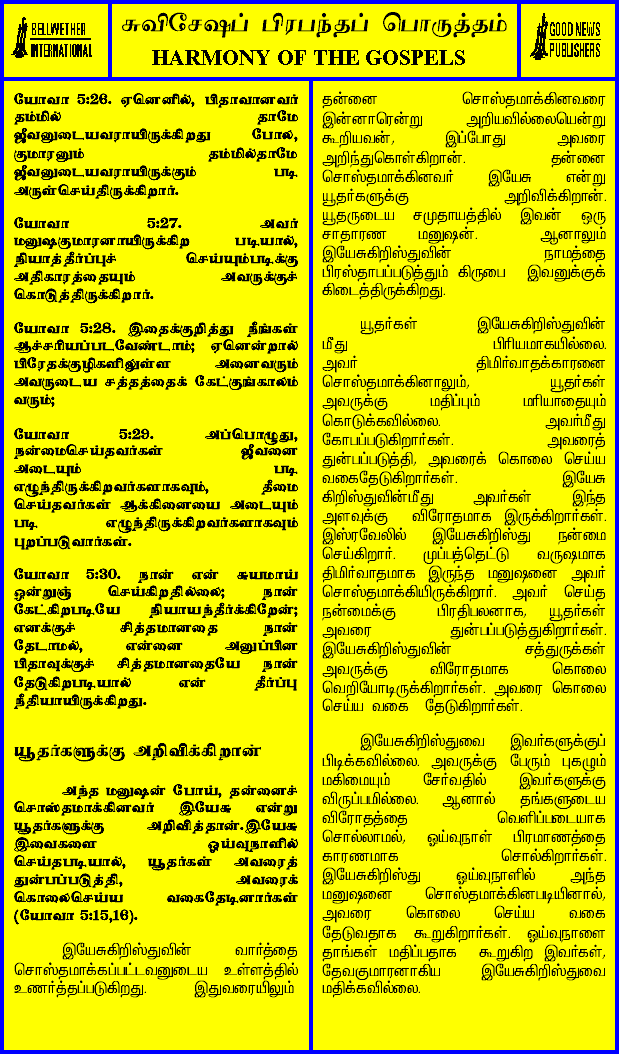 BELLWETHER
INTERNATIONAL
சுவிசேஷப் பிரபந்தப் பொருத்தம்
HARMONY OF THE GOSPELS
GOOD NEWS
PUBLISHERS
யோவா 5:26. ஏனெனில், பிதாவானவர்
தம்மில் தாமே
ஜீவனுடையவராயிருக்கிறது போல,
குமாரனும் தம்மில்தாமே
ஜீவனுடையவராயிருக்கும் படி
அருள்செய்திருக்கிறார்.
யோவா 5:27. அவர்
மனுஷகுமாரனாயிருக்கிற படியால்,
நியாத்தீர்ப்புச் செய்யும்படிக்கு
அதிகாரத்தையும் அவருக்குக்
கொடுத்திருக்கிறார்.
யோவா 5:28. இதைக்குறித்து நீங்கள்
ஆச்சரியப்படவேண்டாம்; ஏனென்றால்
பிரேதக்குழிகளிலுள்ள அனைவரும்
அவருடைய சத்தத்தைக் கேட்குங்காலம்
வரும்;
யோவா 5:29. அப்பொழுது,
நன்மைசெய்தவர்கள் ஜீவனை
அடையும் படி
எழுந்திருக்கிறவர்களாகவும், தீமை
செய்தவர்கள் ஆக்கினையை அடையும்
படி எழுந்திருக்கிறவர்களாகவும்
புறப்படுவார்கள்.
யோவா 5:30. நான் என் சுயமாய்
ஒன்றுஞ் செய்கிறதில்லை; நான்
கேட்கிறபடியே நியாயந்தீர்க்கிறேன்;
எனக்குச் சித்தமானதை நான்
தேடாமல், என்னை அனுப்பின
பிதாவுக்குச் சித்தமானதையே நான்
தேடுகிறபடியால் என் தீர்ப்பு
நீதியாயிருக்கிறது.
யூதர்களுக்கு அறிவிக்கிறான்
அந்த மனுஷன் போய், தன்னைச்
சொஸ்தமாக்கினவர் இயேசு என்று
யூதர்களுக்கு அறிவித்தான்.இயேசு
இவைகளை ஓய்வுநாளில்
செய்தபடியால், யூதர்கள் அவரைத்
துன்பப்படுத்தி, அவரைக்
கொலைசெய்ய வகைதேடினார்கள்
(யோவா 5:15,16).
இயேசுகிறிஸ்துவின் வார்த்தை
சொஸ்தமாக்கப்பட்டவனுடைய உள்ளத்தில்
உணர்த்தப்படுகிறது. இதுவரையிலும்
தன்னை சொஸ்தமாக்கினவரை
இன்னாரென்று அறியவில்லையென்று
கூறியவன், இப்போது அவரை
அறிந்துகொள்கிறான். தன்னை
சொஸ்தமாக்கினவர் இயேசு என்று
யூதர்களுக்கு அறிவிக்கிறான்.
யூதருடைய சமுதாயத்தில் இவன் ஒரு
சாதாரண மனுஷன். ஆனாலும்
இயேசுகிறிஸ்துவின் நாமத்தை
பிரஸ்தாபப்படுத்தும் கிருபை இவனுக்குக்
கிடைத்திருக்கிறது.
யூதர்கள் இயேசுகிறிஸ்துவின்
மீது பிரியமாகயில்லை.
அவர் திமிர்வாதக்காரனை
சொஸ்தமாக்கினாலும், யூதர்கள்
அவருக்கு மதிப்பும் மரியாதையும்
கொடுக்கவில்லை. அவர்மீது
கோபப்படுகிறார்கள். அவரைத்
துன்பப்படுத்தி, அவரைக் கொலை செய்ய
வகைதேடுகிறார்கள். இயேசு
கிறிஸ்துவின்மீது அவர்கள் இந்த
அளவுக்கு விரோதமாக இருக்கிறார்கள்.
இஸ்ரவேலில் இயேசுகிறிஸ்து நன்மை
செய்கிறார். முப்பத்தெட்டு வருஷமாக
திமிர்வாதமாக இருந்த மனுஷனை அவர்
சொஸ்தமாக்கியிருக்கிறார். அவர் செய்த
நன்மைக்கு பிரதிபலனாக, யூதர்கள்
அவரை துன்பப்படுத்துகிறார்கள்.
இயேசுகிறிஸ்துவின் சத்துருக்கள்
அவருக்கு விரோதமாக கொலை
வெறியோடிருக்கிறார்கள். அவரை கொலை
செய்ய வகை தேடுகிறார்கள்.
இயேசுகிறிஸ்துவை இவர்களுக்குப்
பிடிக்கவில்லை. அவருக்கு பேரும் புகழும்
மகிமையும் சேர்வதில் இவர்களுக்கு
விருப்பமில்லை. ஆனால் தங்களுடைய
விரோதத்தை வெளிப்படையாக
சொல்லாமல், ஓய்வுநாள் பிரமாணத்தை
காரணமாக சொல்கிறார்கள்.
இயேசுகிறிஸ்து ஓய்வுநாளில் அந்த
மனுஷனை சொஸ்தமாக்கினபடியினால்,
அவரை கொலை செய்ய வகை
தேடுவதாக கூறுகிறார்கள். ஓய்வுநாளை
தாங்கள் மதிப்பதாக கூறுகிற இவர்கள்,
தேவகுமாரனாகிய இயேசுகிறிஸ்துவை
மதிக்கவில்லை.